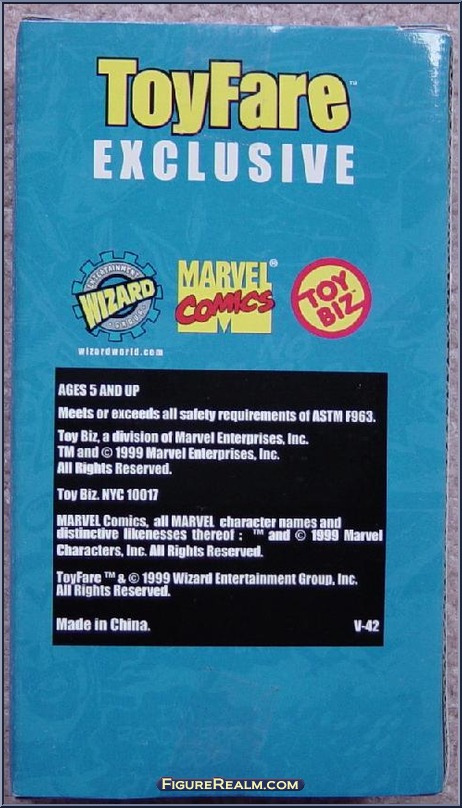 ToyFare™
EXCLUSIVE
ENTERTAINMENT
WIZARD
GROUP
wizardworld.com
MARVEL®
COMICS
TOY
BIZ
AGES 5 AND UP
Meets or exceeds all safety requirements of ASTM F963.
Toy Biz, a division of Marvel Enterprises, Inc.
TM and © 1999 Marvel Enterprises, Inc.
All Rights Reserved.
Toy Biz. NYC 10017
MARVEL Comics, all MARVEL character names and
distinctive likenesses thereof : ™ and © 1999 Marvel
Characters, Inc. All Rights Reserved.
ToyFare ™ & © 1999 Wizard Entertainment Group, Inc.
All Rights Reserved.
Made in China. V-42
FIGUREREALM.COM